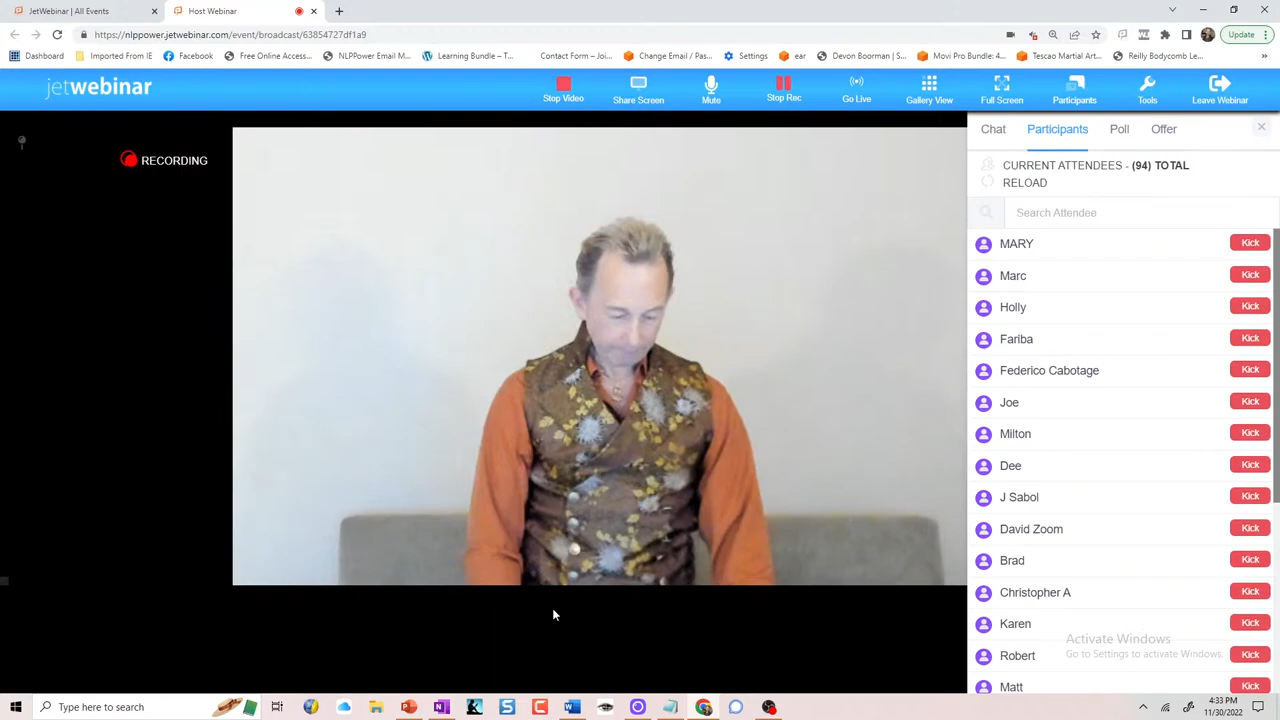 JetWebinar | All Events
Host Webinar
https://nlppower.jetwebinar.com/event/broadcast/63854727df1a9
Update
Dashboard
Imported From IE
Facebook
Free Online Access...
NLPPower Email M...
Learning Bundle – T...
Contact Form – Joi...
Change Email / Pas...
Settings
ear
Devon Boorman | S...
Movi Pro Bundle: 4...
Tescao Martial Art...
Reilly Bodycomb Le...
jetwebinar
Stop Video
Share Screen
Mute
Stop Rec
Go Live
Gallery View
Full Screen
Participants
Tools
Leave Webinar
RECORDING
Chat
Participants
Poll
Offer
CURRENT ATTENDEES - (94) TOTAL
RELOAD
Search Attendee
MARY Kick
Marc Kick
Holly Kick
Fariba Kick
Federico Cabotage Kick
Joe Kick
Milton Kick
Dee Kick
J Sabol Kick
David Zoom Kick
Brad Kick
Christopher A Kick
Karen Kick
Robert Kick
Matt Kick
Activate Windows
Go to Settings to activate Windows.
Type here to search
4:33 PM
11/30/2022